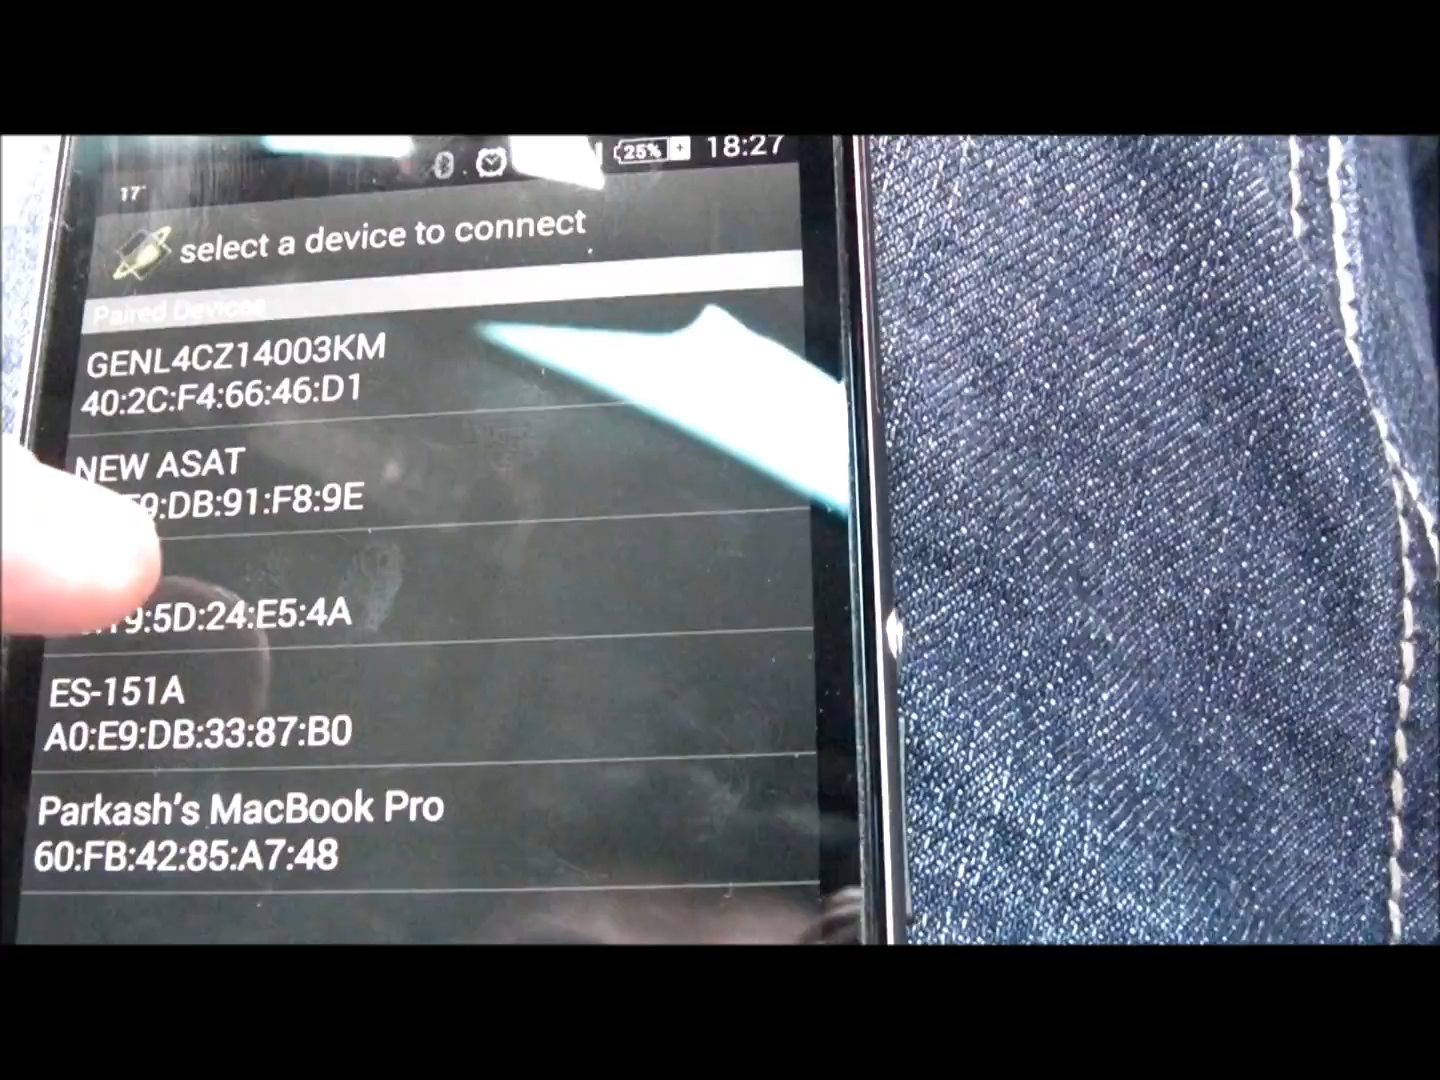 25%
18:27
17°
select a device to connect
Paired Devices
GENL4CZ14003KM
40:2C:F4:66:46:D1
NEW ASAT
9:DB:91:F8:9E
9:5D:24:E5:4A
ES-151A
A0:E9:DB:33:87:B0
Parkash's MacBook Pro
60:FB:42:85:A7:48